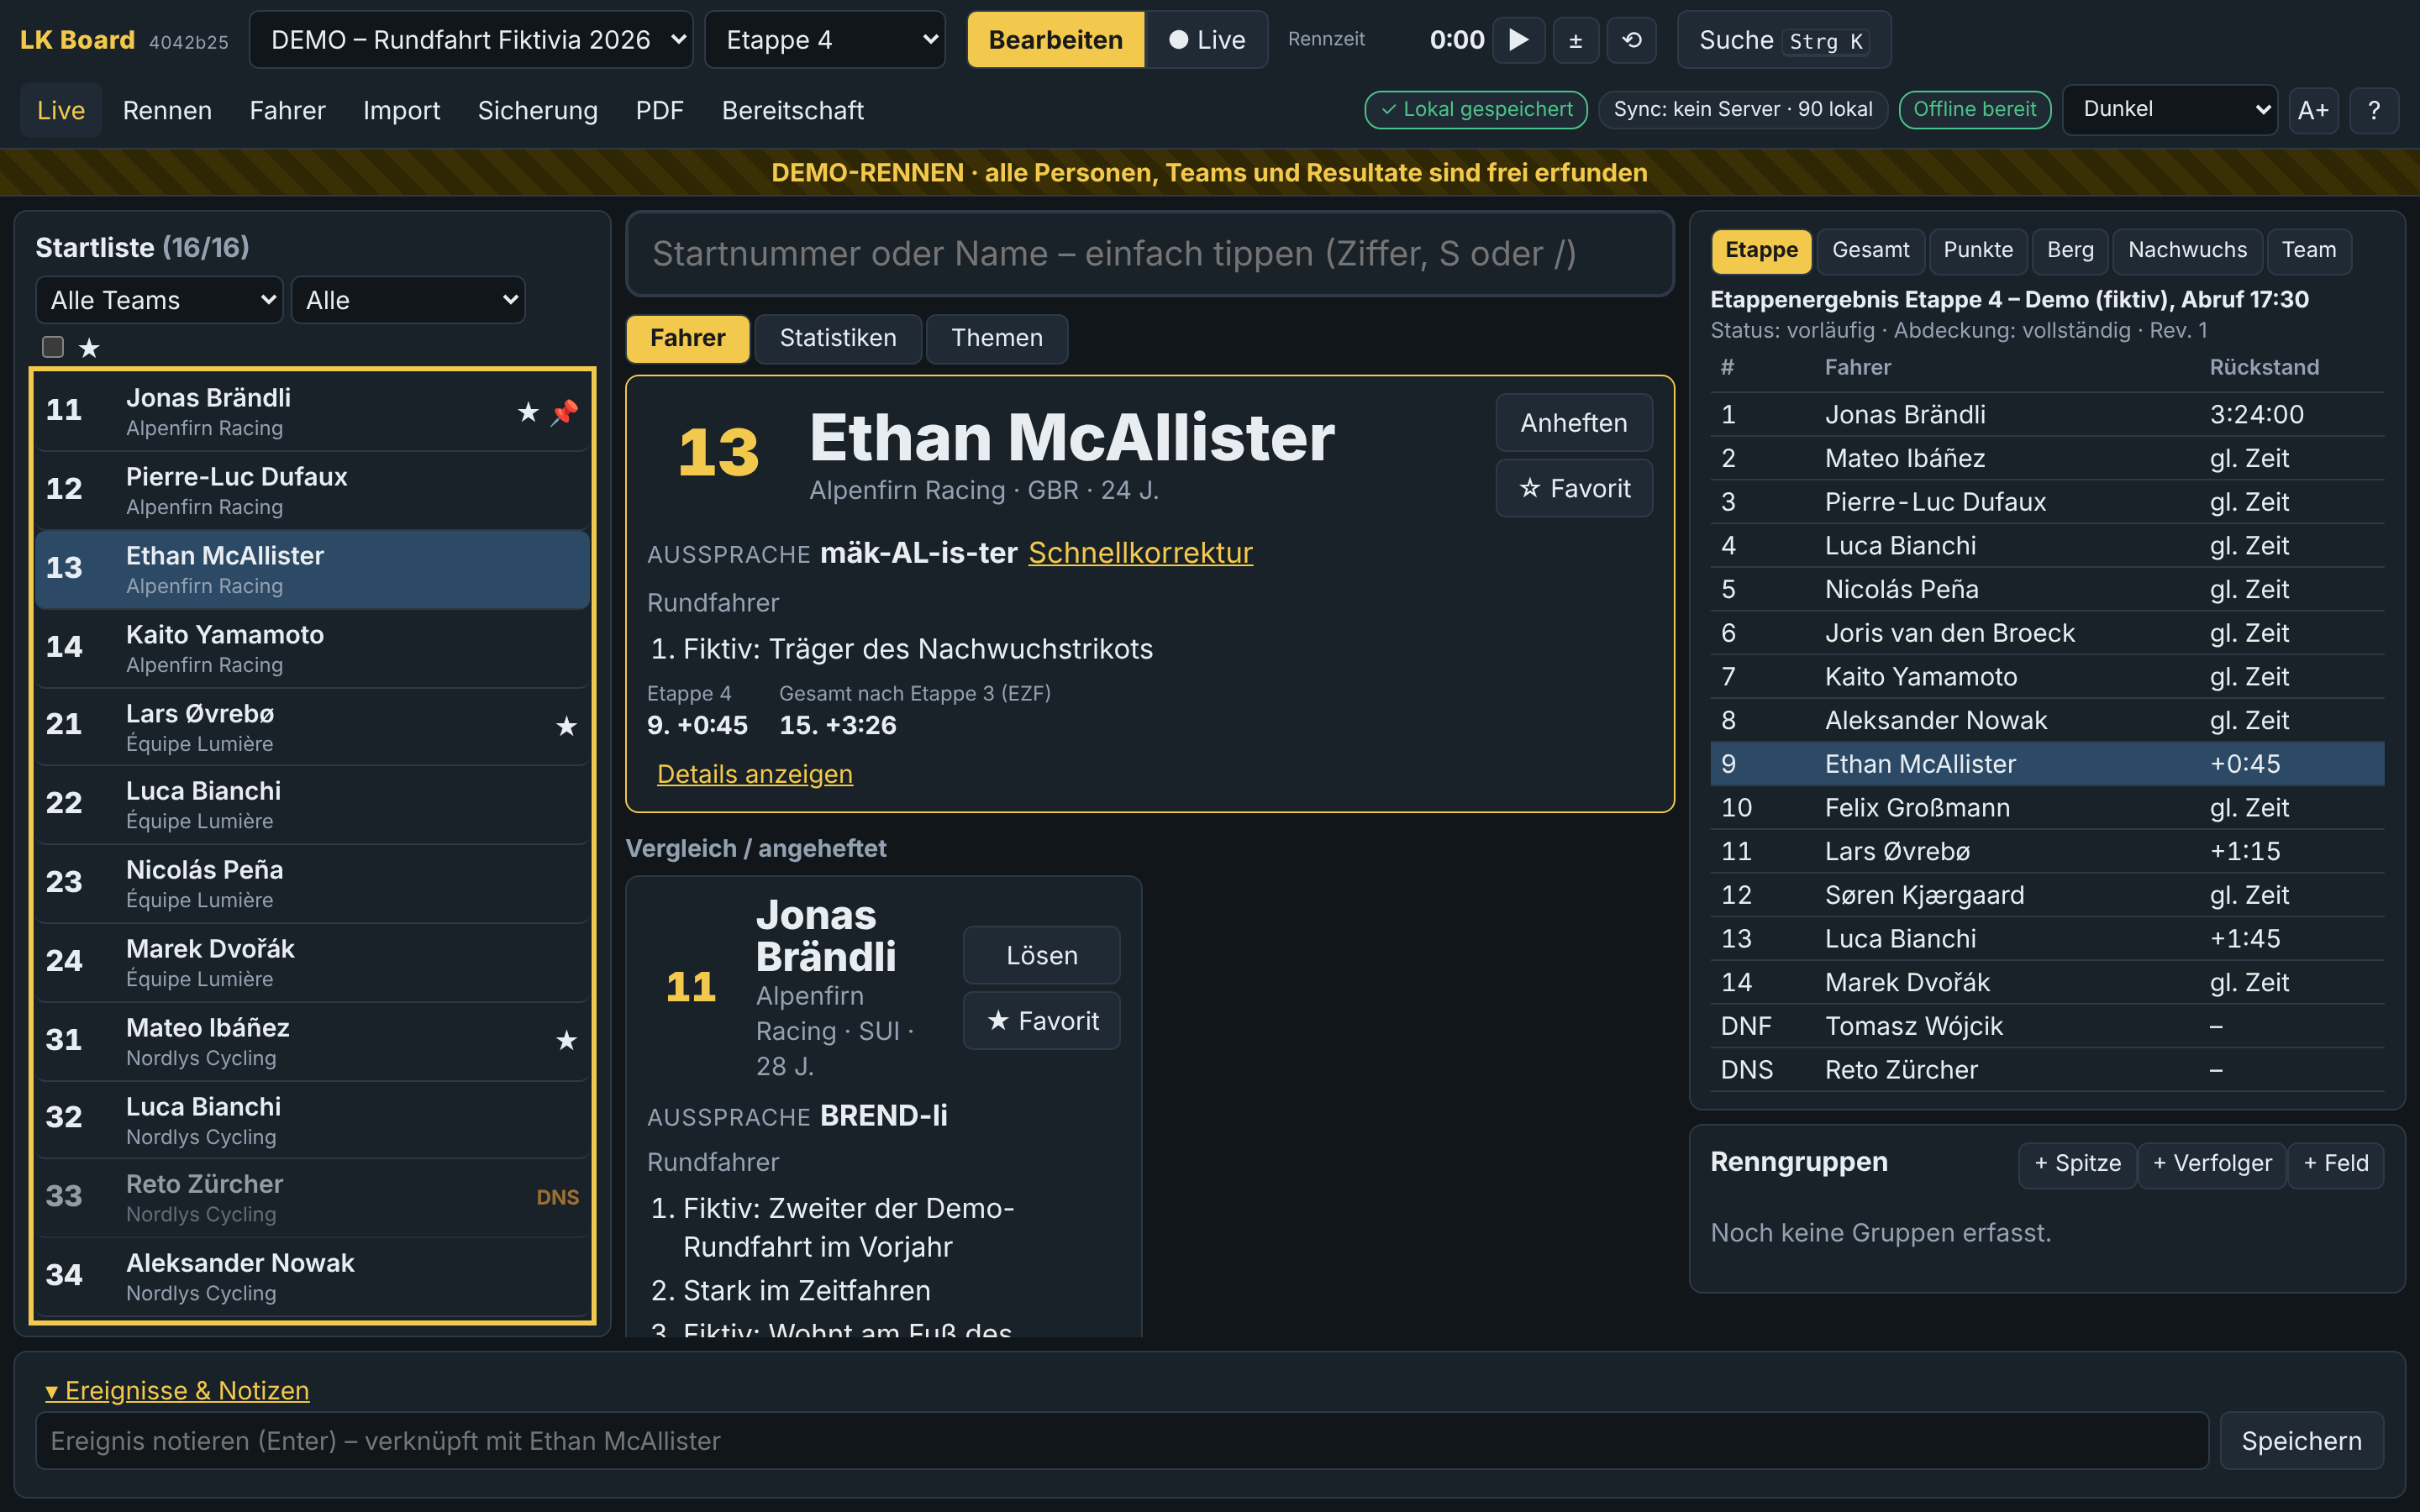 LK Board 4042b25 DEMO – Rundfahrt Fiktivia 2026 Etappe 4 Bearbeiten Live Rennzeit 0:00 ± Suche Strg K
Live Rennen Fahrer Import Sicherung PDF Bereitschaft ✓ Lokal gespeichert Sync: kein Server · 90 lokal Offline bereit Dunkel A+ ?
DEMO-RENNEN · alle Personen, Teams und Resultate sind frei erfunden
Startliste (16/16)
Alle Teams Alle
★
11 Jonas Brändli ★ 📌
Alpenfirn Racing
12 Pierre-Luc Dufaux
Alpenfirn Racing
13 Ethan McAllister
Alpenfirn Racing
14 Kaito Yamamoto
Alpenfirn Racing
21 Lars Øvrebø ★
Équipe Lumière
22 Luca Bianchi
Équipe Lumière
23 Nicolás Peña
Équipe Lumière
24 Marek Dvořák
Équipe Lumière
31 Mateo Ibáñez ★
Nordlys Cycling
32 Luca Bianchi
Nordlys Cycling
33 Reto Zürcher DNS
Nordlys Cycling
34 Aleksander Nowak
Nordlys Cycling
Startnummer oder Name – einfach tippen (Ziffer, S oder /)
Fahrer Statistiken Themen
13 Ethan McAllister
Alpenfirn Racing · GBR · 24 J.
Anheften
☆ Favorit
AUSSPRACHE mäk-AL-is-ter Schnellkorrektur
Rundfahrer
1. Fiktiv: Träger des Nachwuchstrikots
Etappe 4 Gesamt nach Etappe 3 (EZF)
9. +0:45 15. +3:26
Details anzeigen
Vergleich / angeheftet
11 Jonas
Brändli
Alpenfirn
Racing · SUI ·
28 J.
Lösen
★ Favorit
AUSSPRACHE BREND-li
Rundfahrer
1. Fiktiv: Zweiter der Demo-
Rundfahrt im Vorjahr
2. Stark im Zeitfahren
3. Fiktiv: Wohnt am Fuß des
Etappe Gesamt Punkte Berg Nachwuchs Team
Etappenergebnis Etappe 4 – Demo (fiktiv), Abruf 17:30
Status: vorläufig · Abdeckung: vollständig · Rev. 1
# Fahrer Rückstand
1 Jonas Brändli 3:24:00
2 Mateo Ibáñez gl. Zeit
3 Pierre-Luc Dufaux gl. Zeit
4 Luca Bianchi gl. Zeit
5 Nicolás Peña gl. Zeit
6 Joris van den Broeck gl. Zeit
7 Kaito Yamamoto gl. Zeit
8 Aleksander Nowak gl. Zeit
9 Ethan McAllister +0:45
10 Felix Großmann gl. Zeit
11 Lars Øvrebø +1:15
12 Søren Kjærgaard gl. Zeit
13 Luca Bianchi +1:45
14 Marek Dvořák gl. Zeit
DNF Tomasz Wójcik –
DNS Reto Zürcher –
Renngruppen + Spitze + Verfolger + Feld
Noch keine Gruppen erfasst.
▾ Ereignisse & Notizen
Ereignis notieren (Enter) – verknüpft mit Ethan McAllister Speichern